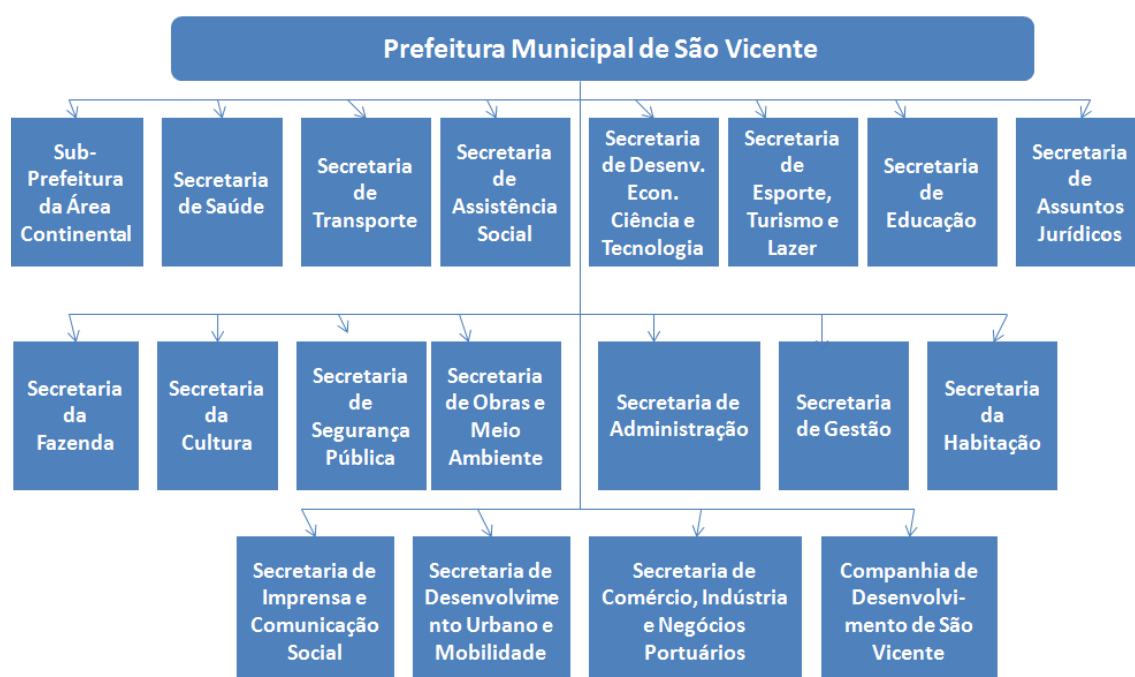 Prefeitura Municipal de São Vicente
Sub-
Prefeitura
da Área
Continental
Secretaria
de Saúde
Secretaria
de
Transporte
Secretaria
de
Assistência
Social
Secretaria
de Desenv.
Econ.
Ciência e
Tecnologia
Secretaria
de
Esporte,
Turismo e
Lazer
Secretaria
de
Educação
Secretaria
de
Assuntos
Jurídicos
Secretaria
da
Fazenda
Secretaria
da
Cultura
Secretaria
de
Segurança
Pública
Secretaria
de Obras e
Meio
Ambiente
Secretaria de
Administração
Secretaria
de Gestão
Secretaria
da
Habitação
Secretaria de
Imprensa e
Comunicação
Social
Secretaria de
Desenvolvime
nto Urbano e
Mobilidade
Secretaria de
Comércio, Indústria
e Negócios
Portuários
Companhia de
Desenvolvi-
mento de São
Vicente